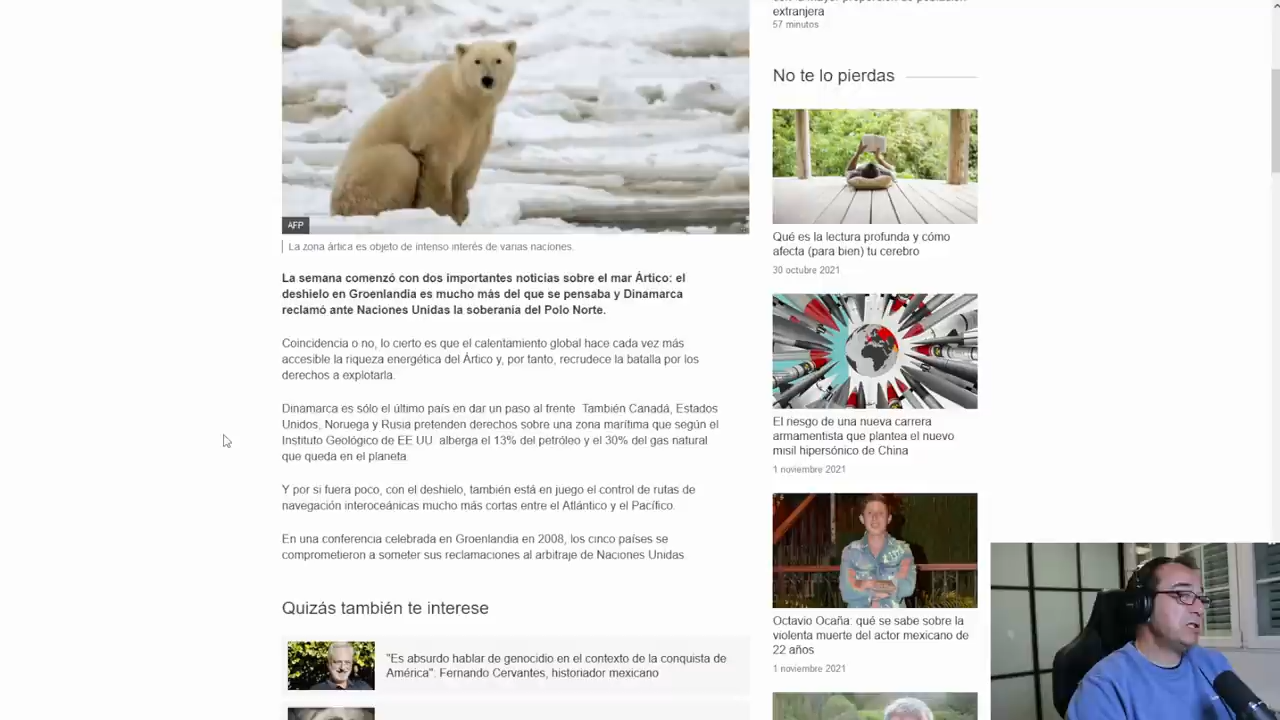 AFP
La zona ártica es objeto de intenso interés de varias naciones.
La semana comenzó con dos importantes noticias sobre el mar Ártico: el
deshielo en Groenlandia es mucho más del que se pensaba y Dinamarca
reclamó ante Naciones Unidas la soberanía del Polo Norte.
Coincidencia o no, lo cierto es que el calentamiento global hace cada vez más
accesible la riqueza energética del Ártico y, por tanto, recrudece la batalla por los
derechos a explotarla.
Dinamarca es sólo el último país en dar un paso al frente También Canadá, Estados
Unidos, Noruega y Rusia pretenden derechos sobre una zona marítima que según el
Instituto Geológico de EE UU alberga el 13% del petróleo y el 30% del gas natural
que queda en el planeta.
Y por si fuera poco, con el deshielo, también está en juego el control de rutas de
navegación interoceánicas mucho más cortas entre el Atlántico y el Pacífico.
En una conferencia celebrada en Groenlandia en 2008, los cinco países se
comprometieron a someter sus reclamaciones al arbitraje de Naciones Unidas
Quizás también te interese
"Es absurdo hablar de genocidio en el contexto de la conquista de
América": Fernando Cervantes, historiador mexicano
extranjera
57 minutos
No te lo pierdas
Qué es la lectura profunda y cómo
afecta (para bien) tu cerebro
30 octubre 2021
El riesgo de una nueva carrera
armamentista que plantea el nuevo
misil hipersónico de China
1 noviembre 2021
Octavio Ocaña: qué se sabe sobre la
violenta muerte del actor mexicano de
22 años
1 noviembre 2021